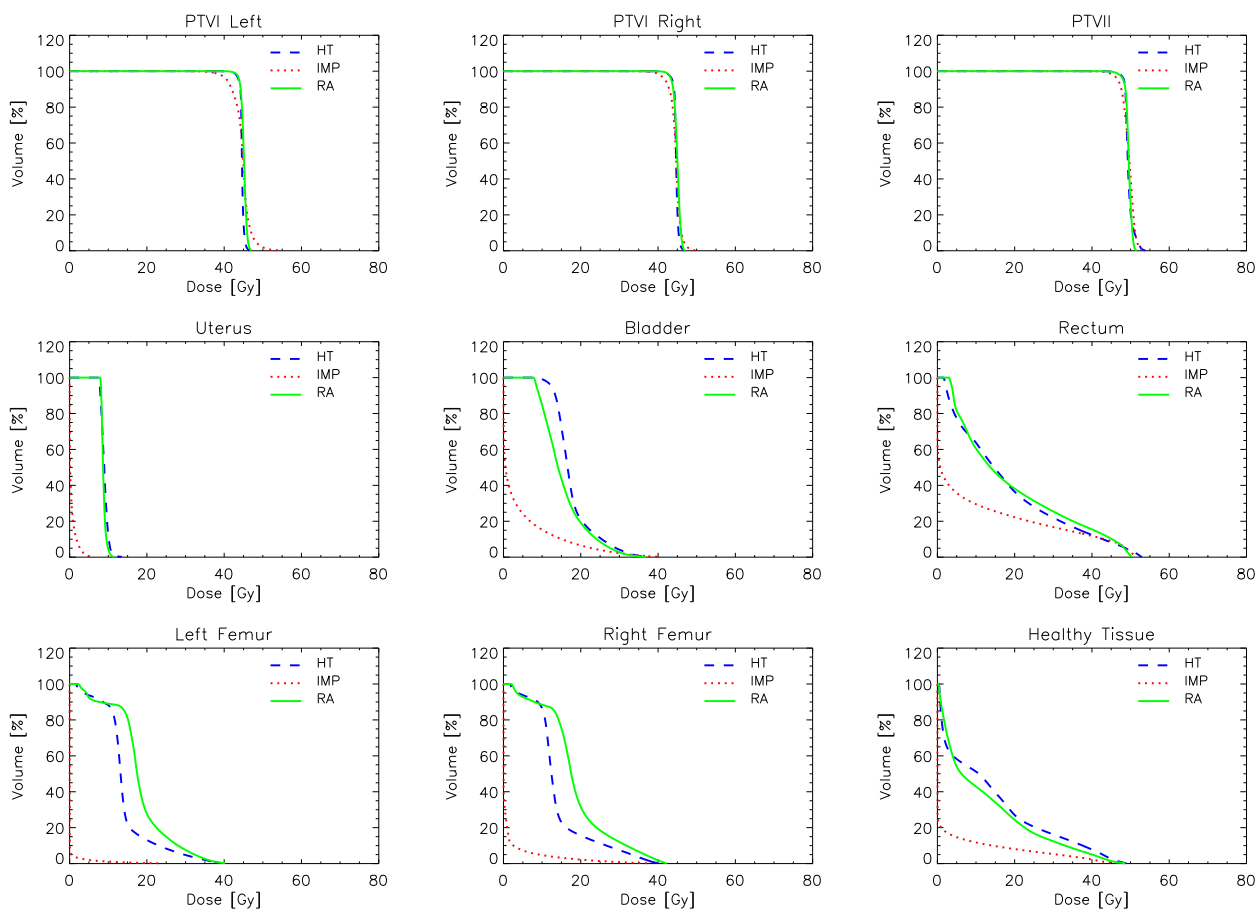 PTVI Left
PTVI Right
PTVII
120
100
80
60
40
20
0
Volume [%]
HT
IMP
RA
0 20 40 60 80
Dose [Gy]
120
100
80
60
40
20
0
Volume [%]
HT
IMP
RA
0 20 40 60 80
Dose [Gy]
120
100
80
60
40
20
0
Volume [%]
HT
IMP
RA
0 20 40 60 80
Dose [Gy]
Uterus
Bladder
Rectum
120
100
80
60
40
20
0
Volume [%]
HT
IMP
RA
0 20 40 60 80
Dose [Gy]
120
100
80
60
40
20
0
Volume [%]
HT
IMP
RA
0 20 40 60 80
Dose [Gy]
120
100
80
60
40
20
0
Volume [%]
HT
IMP
RA
0 20 40 60 80
Dose [Gy]
Left Femur
Right Femur
Healthy Tissue
120
100
80
60
40
20
0
Volume [%]
HT
IMP
RA
0 20 40 60 80
Dose [Gy]
120
100
80
60
40
20
0
Volume [%]
HT
IMP
RA
0 20 40 60 80
Dose [Gy]
120
100
80
60
40
20
0
Volume [%]
HT
IMP
RA
0 20 40 60 80
Dose [Gy]